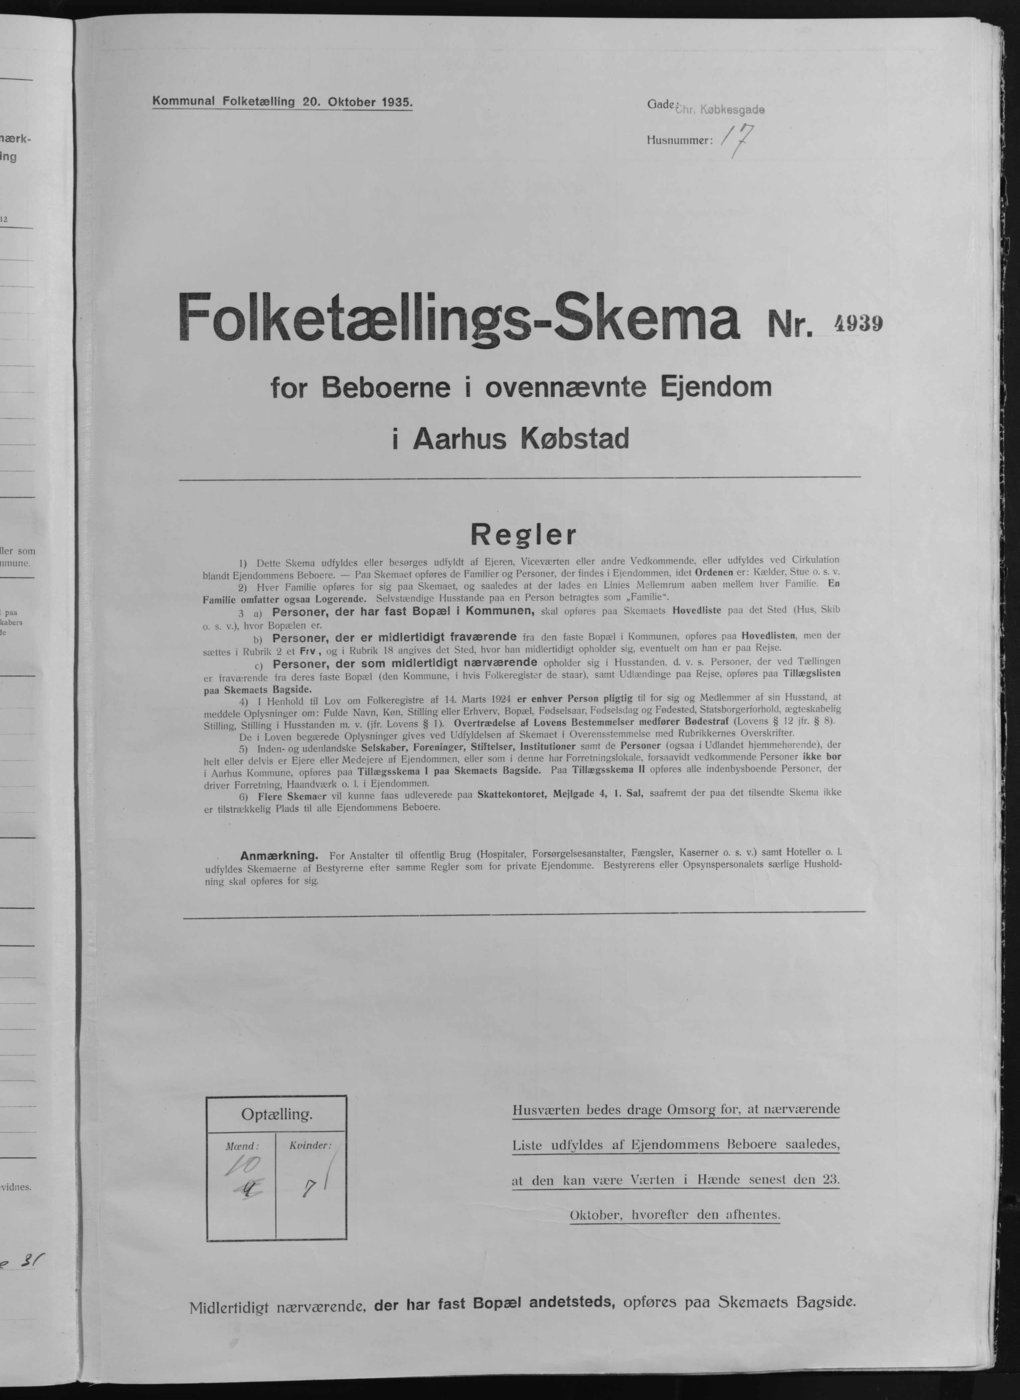 Kommunal Folketælling 20. Oktober 1935.
Gade: Chr. Købkesgade
Husnummer: 17
Folketællings-Skema Nr. 4939
for Beboerne i ovennævnte Ejendom
i Aarhus Købstad
Regler
1) Dette Skema udfyldes eller besørges udfyldt af Ejeren, Viceværten eller andre Vedkommende, eller udfyldes ved Cirkulation
blandt Ejendommens Beboere. — Paa Skemaet opføres de Familier og Personer, der findes i Ejendommen, idet Ordenen er: Kælder, Stue o. s. v.
2) Hver Familie opføres for sig paa Skemaet, og saaledes at der lades en Linies Mellemrum aaben mellem hver Familie. En
Familie omfatter ogsaa Logerende. Selvstændige Husstande paa en Person betragtes som „Familie".
3 a) Personer, der har fast Bopæl i Kommunen, skal opføres paa Skemaets Hovedliste paa det Sted (Hus, Skib
o. s. v.), hvor Bopælen er.
b) Personer, der er midlertidigt fraværende fra den faste Bopæl i Kommunen, opføres paa Hovedlisten, men der
sættes i Rubrik 2 et Frv., og i Rubrik 18 angives det Sted, hvor han midlertidigt opholder sig, eventuelt om han er paa Rejse.
c) Personer, der som midlertidigt nærværende opholder sig i Husstanden, d. v. s. Personer, der ved Tællingen
er fraværende fra deres faste Bopæl (den Kommune, i hvis Folkeregister de staar), samt Udlændinge paa Rejse, opføres paa Tillægslisten
paa Skemaets Bagside.
4) I Henhold til Lov om Folkeregistre af 14. Marts 1924 er enhver Person pligtig til for sig og Medlemmer af sin Husstand, at
meddele Oplysninger om: Fulde Navn, Køn, Stilling eller Erhverv, Bopæl, Fødselsaar, Fødselsdag og Fødested, Statsborgerforhold, ægteskabelig
Stilling, Stilling i Husstanden m. v. (jfr. Lovens § 1). Overtrædelse af Lovens Bestemmelser medfører Bødestraf (Lovens § 12 jfr. § 8).
De i Loven begærede Oplysninger gives ved Udfyldelsen af Skemaet i Overensstemmelse med Rubrikkernes Overskrifter.
5) Inden- og udenlandske Selskaber, Foreninger, Stiftelser, Institutioner samt de Personer (ogsaa i Udlandet hjemmehørende), der
helt eller delvis er Ejere eller Medejere af Ejendommen, eller som i denne har Forretningslokale, forsaavidt vedkommende Personer ikke bor
i Aarhus Kommune, opføres paa Tillægsskema I paa Skemaets Bagside. Paa Tillægsskema II opføres alle indenbysboende Personer, der
driver Forretning, Haandværk o. l. i Ejendommen.
6) Flere Skemaer vil kunne faas udleverede paa Skattekontoret, Mejlgade 4, 1. Sal, saafremt der paa det tilsendte Skema ikke
er tilstrækkelig Plads til alle Ejendommens Beboere.
Anmærkning. For Anstalter til offentlig Brug (Hospitaler, Forsørgelsesanstalter, Fængsler, Kaserner o. s. v.) samt Hoteller o. l.
udfyldes Skemaerne af Bestyrerne efter samme Regler som for private Ejendomme. Bestyrerens eller Opsynspersonalets særlige Hushold-
ning skal opføres for sig.
Optælling.
Mænd: Kvinder:
10
9 7
Husværten bedes drage Omsorg for, at nærværende
Liste udfyldes af Ejendommens Beboere saaledes,
at den kan være Værten i Hænde senest den 23.
Oktober, hvorefter den afhentes.
Midlertidigt nærværende, der har fast Bopæl andetsteds, opføres paa Skemaets Bagside.